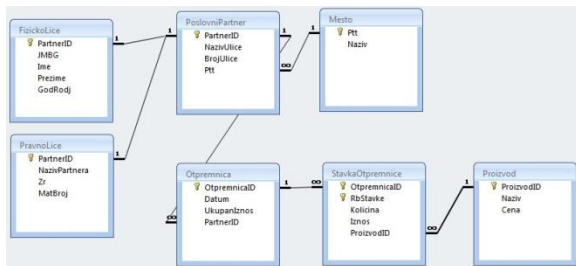 FizickoLice
PartnerID
JMBG
Ime
Prezime
GodRodj
PoslovniPartner
PartnerID
NazivUlice
BrojUlice
Ptt
Mesto
Ptt
Naziv
1
1
1
∞
1
PravnoLice
PartnerID
NazivPartnera
Zr
MatBroj
1
Otpremnica
OtpremnicaID
Datum
UkupanIznos
PartnerID
∞
1
∞
StavkaOtpremnice
OtpremnicaID
RbStavke
Kolicina
Iznos
ProizvodID
∞
1
Proizvod
ProizvodID
Naziv
Cena